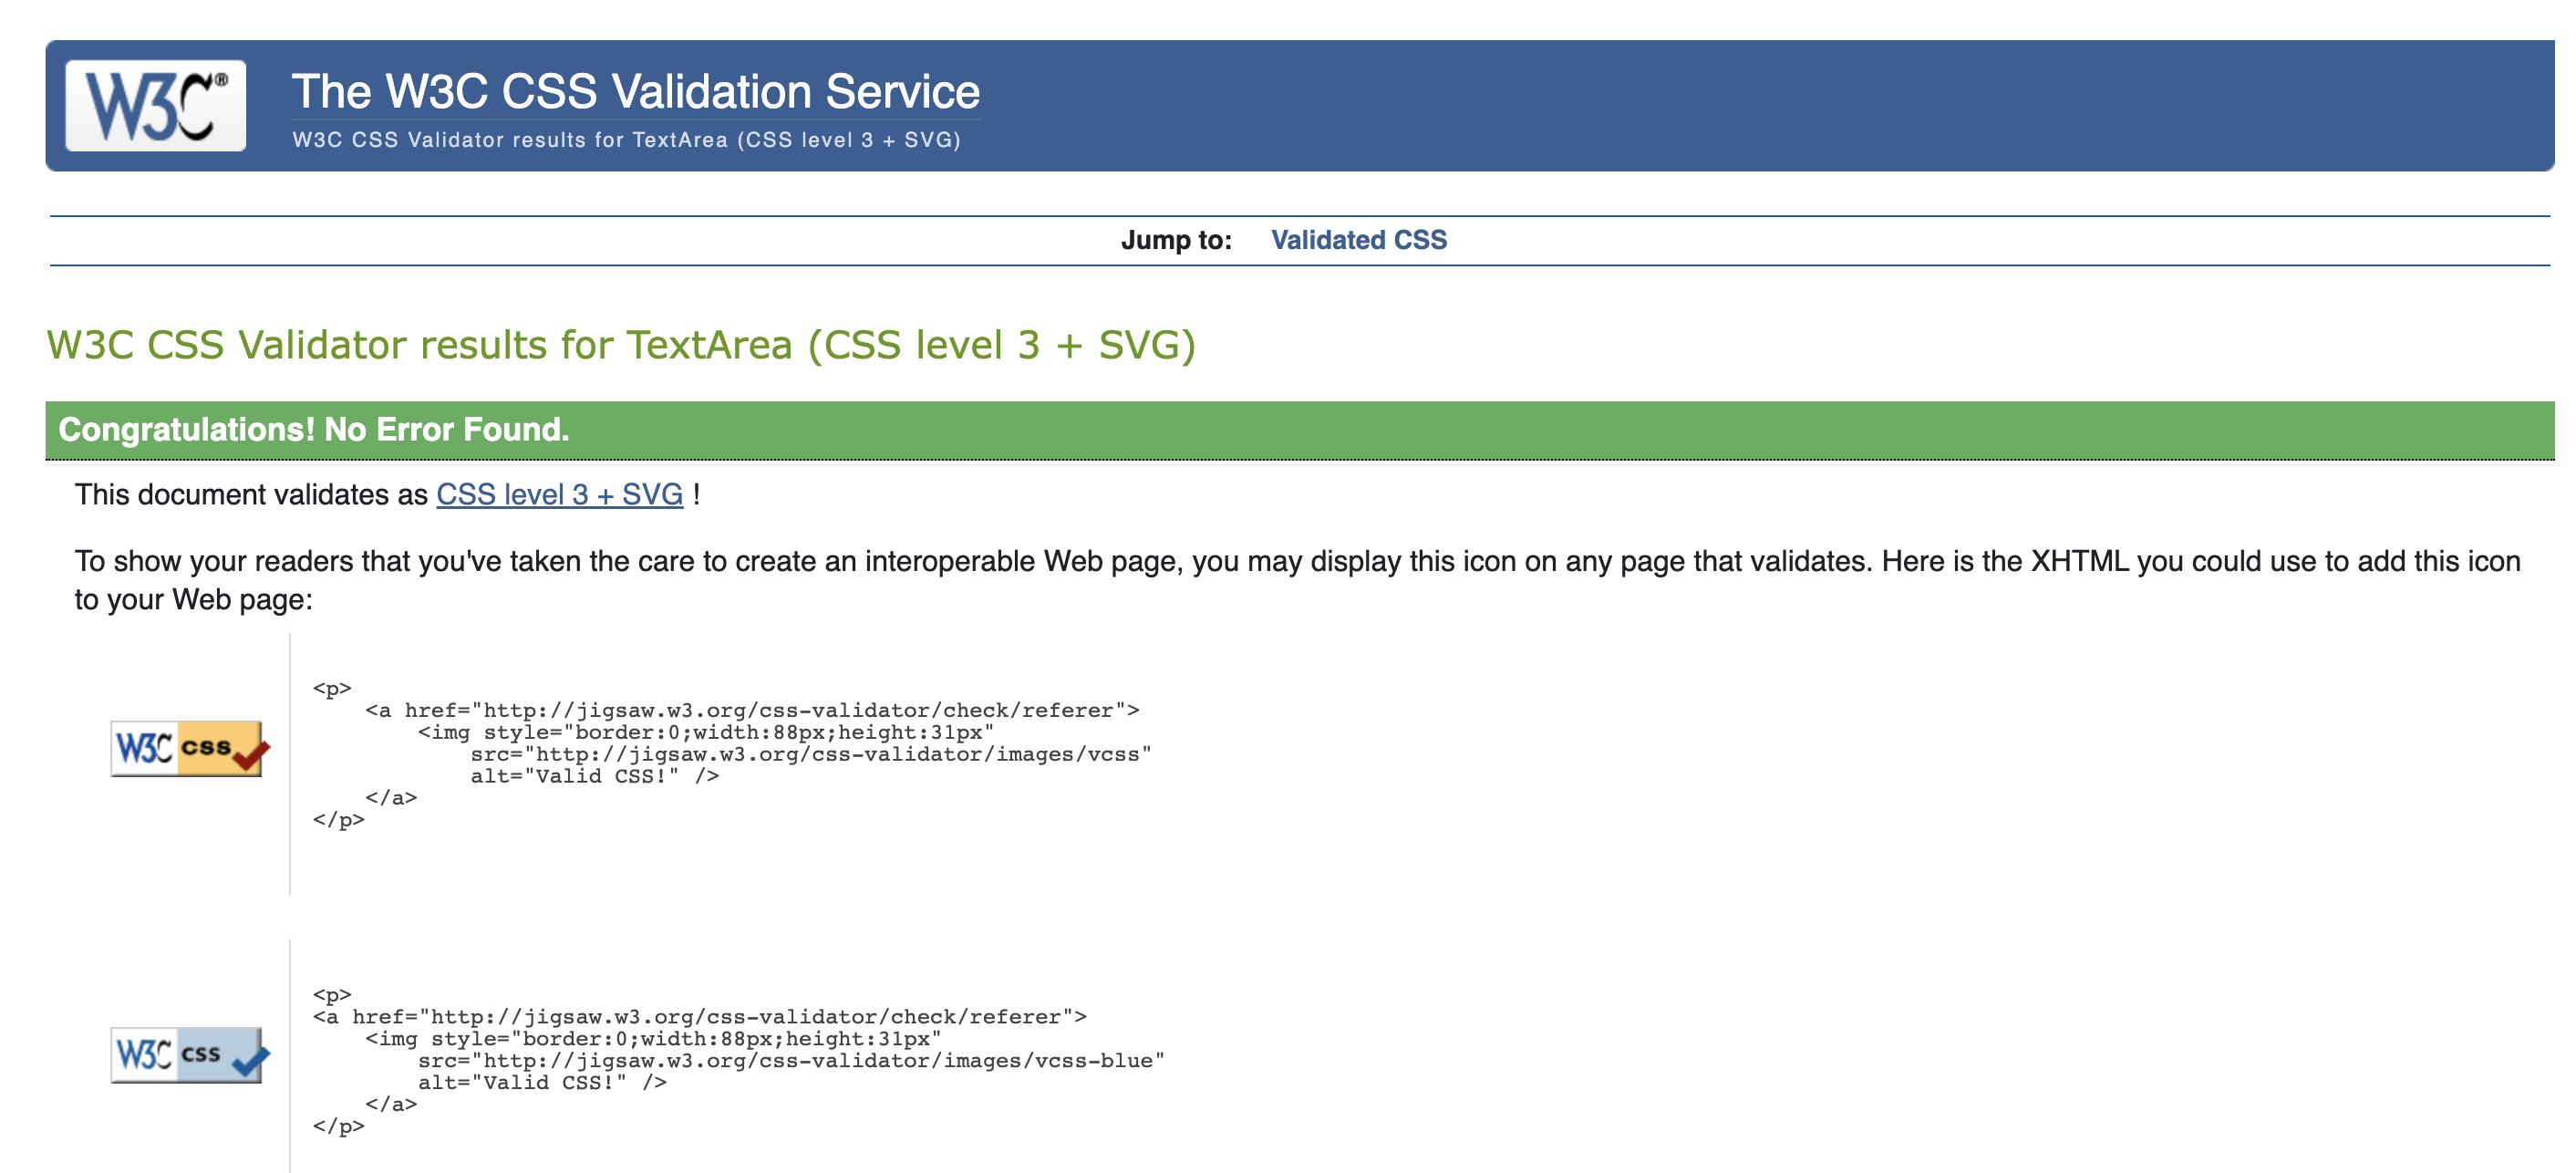 W3C®
The W3C CSS Validation Service
W3C CSS Validator results for TextArea (CSS level 3 + SVG)
Jump to: Validated CSS
W3C CSS Validator results for TextArea (CSS level 3 + SVG)
Congratulations! No Error Found.
This document validates as CSS level 3 + SVG !
To show your readers that you've taken the care to create an interoperable Web page, you may display this icon on any page that validates. Here is the XHTML you could use to add this icon
to your Web page:
<p>
    <a href="http://jigsaw.w3.org/css-validator/check/referer">
        <img style="border:0;width:88px;height:31px"
            src="http://jigsaw.w3.org/css-validator/images/vcss"
            alt="Valid CSS!" />
    </a>
</p>
W3C css
<p>
<a href="http://jigsaw.w3.org/css-validator/check/referer">
    <img style="border:0;width:88px;height:31px"
        src="http://jigsaw.w3.org/css-validator/images/vcss-blue"
        alt="Valid CSS!" />
    </a>
</p>
W3C css